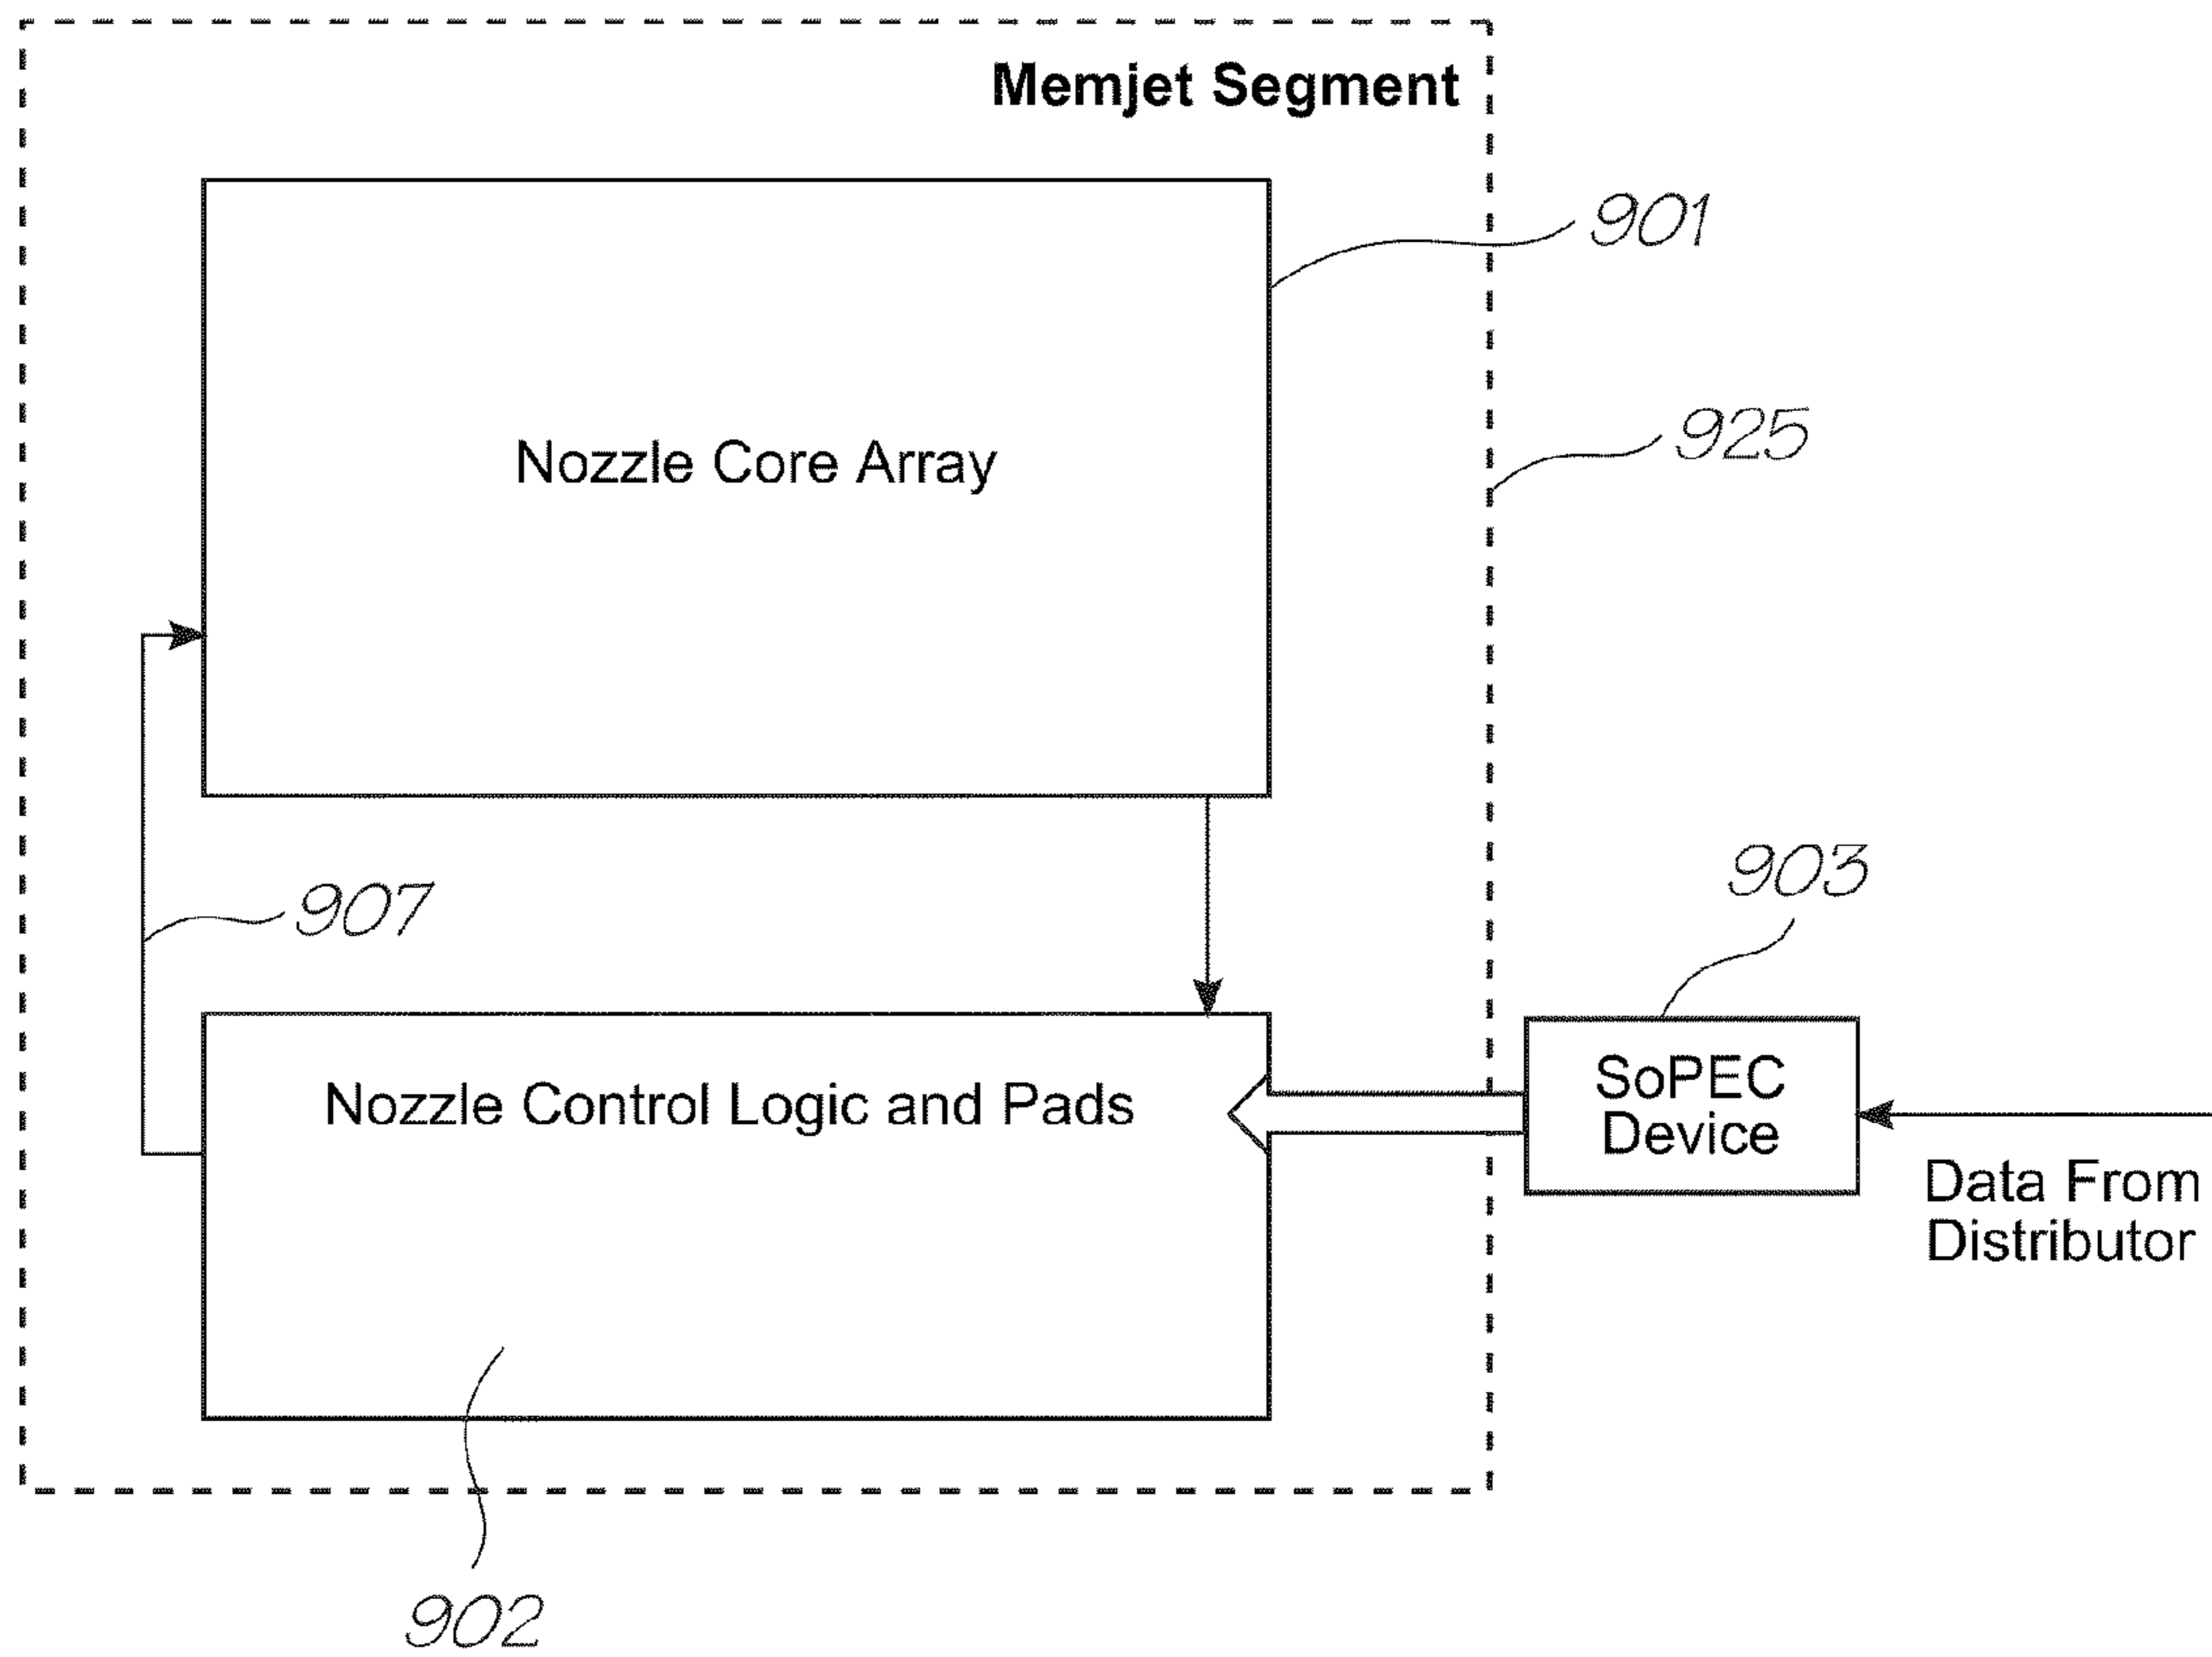 Memjet Segment
901
Nozzle Core Array
925
903
907
SoPEC
Device
Nozzle Control Logic and Pads
Data From
Distributor
902